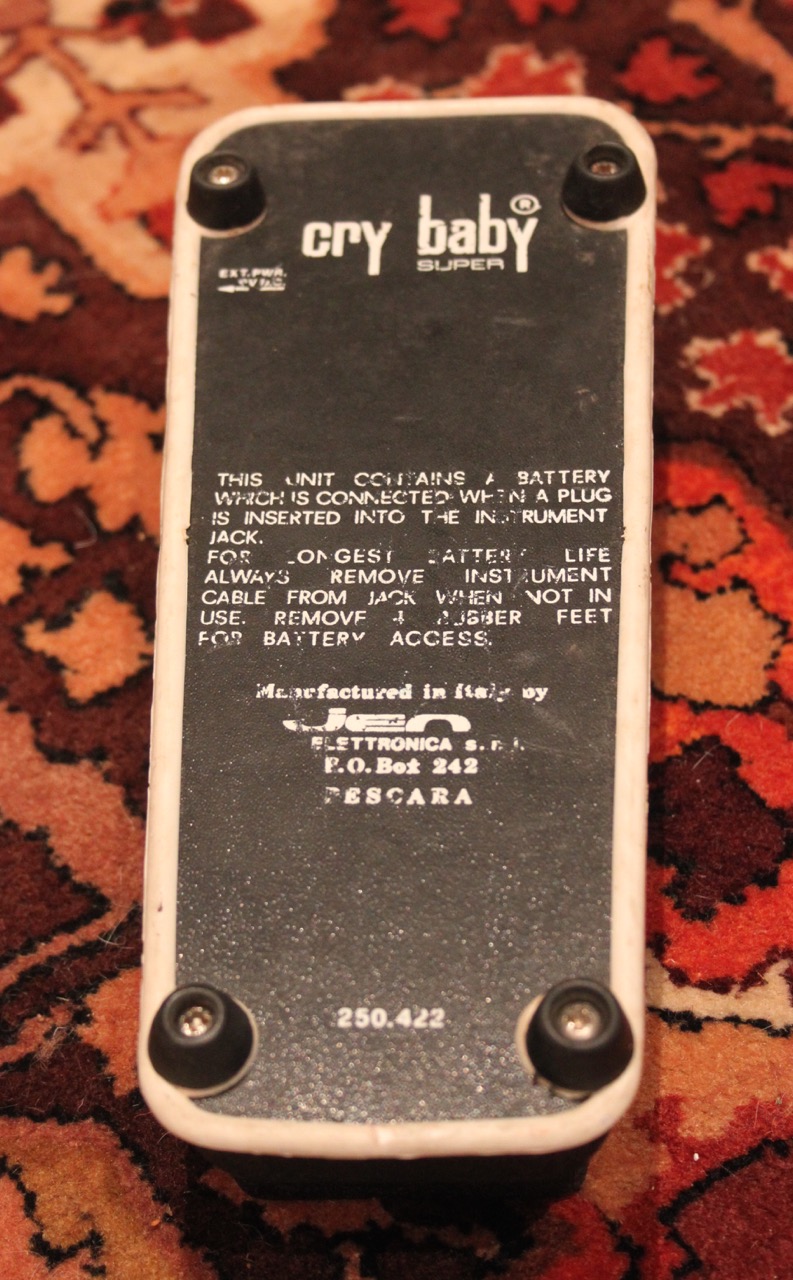 cry baby®
SUPER
EXT. PWR.
THIS UNIT CONTAINS A BATTERY
WHICH IS CONNECTED WHEN A PLUG
IS INSERTED INTO THE INSTRUMENT
JACK.
FOR LONGEST BATTERY LIFE
ALWAYS REMOVE INSTRUMENT
CABLE FROM JACK WHEN NOT IN
USE. REMOVE 4 RUBBER FEET
FOR BATTERY ACCESS.
Manufactured in Italy by
Jen
ELETTRONICA s.r.l.
P.O.Box 242
PESCARA
250.422